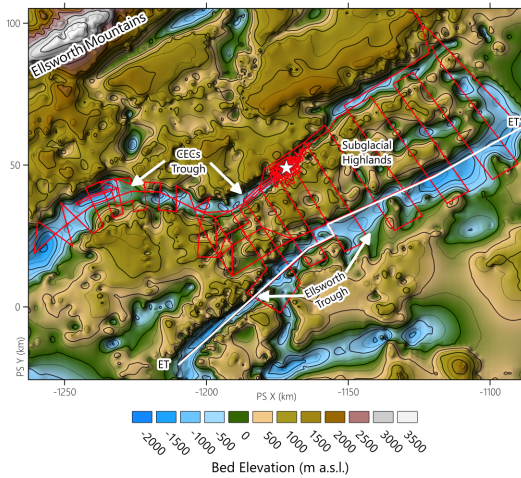 100
Ellsworth Mountains
CECs
Trough
Subglacial
Highlands
ET'
50
Ellsworth
Trough
0
ET
PS Y (km)
-1250
-1200
PS X (km)
-1150
-1100
-2000
-1500
-1000
-500
0
500
1000
1500
2000
2500
3000
3500
Bed Elevation (m a.s.l.)